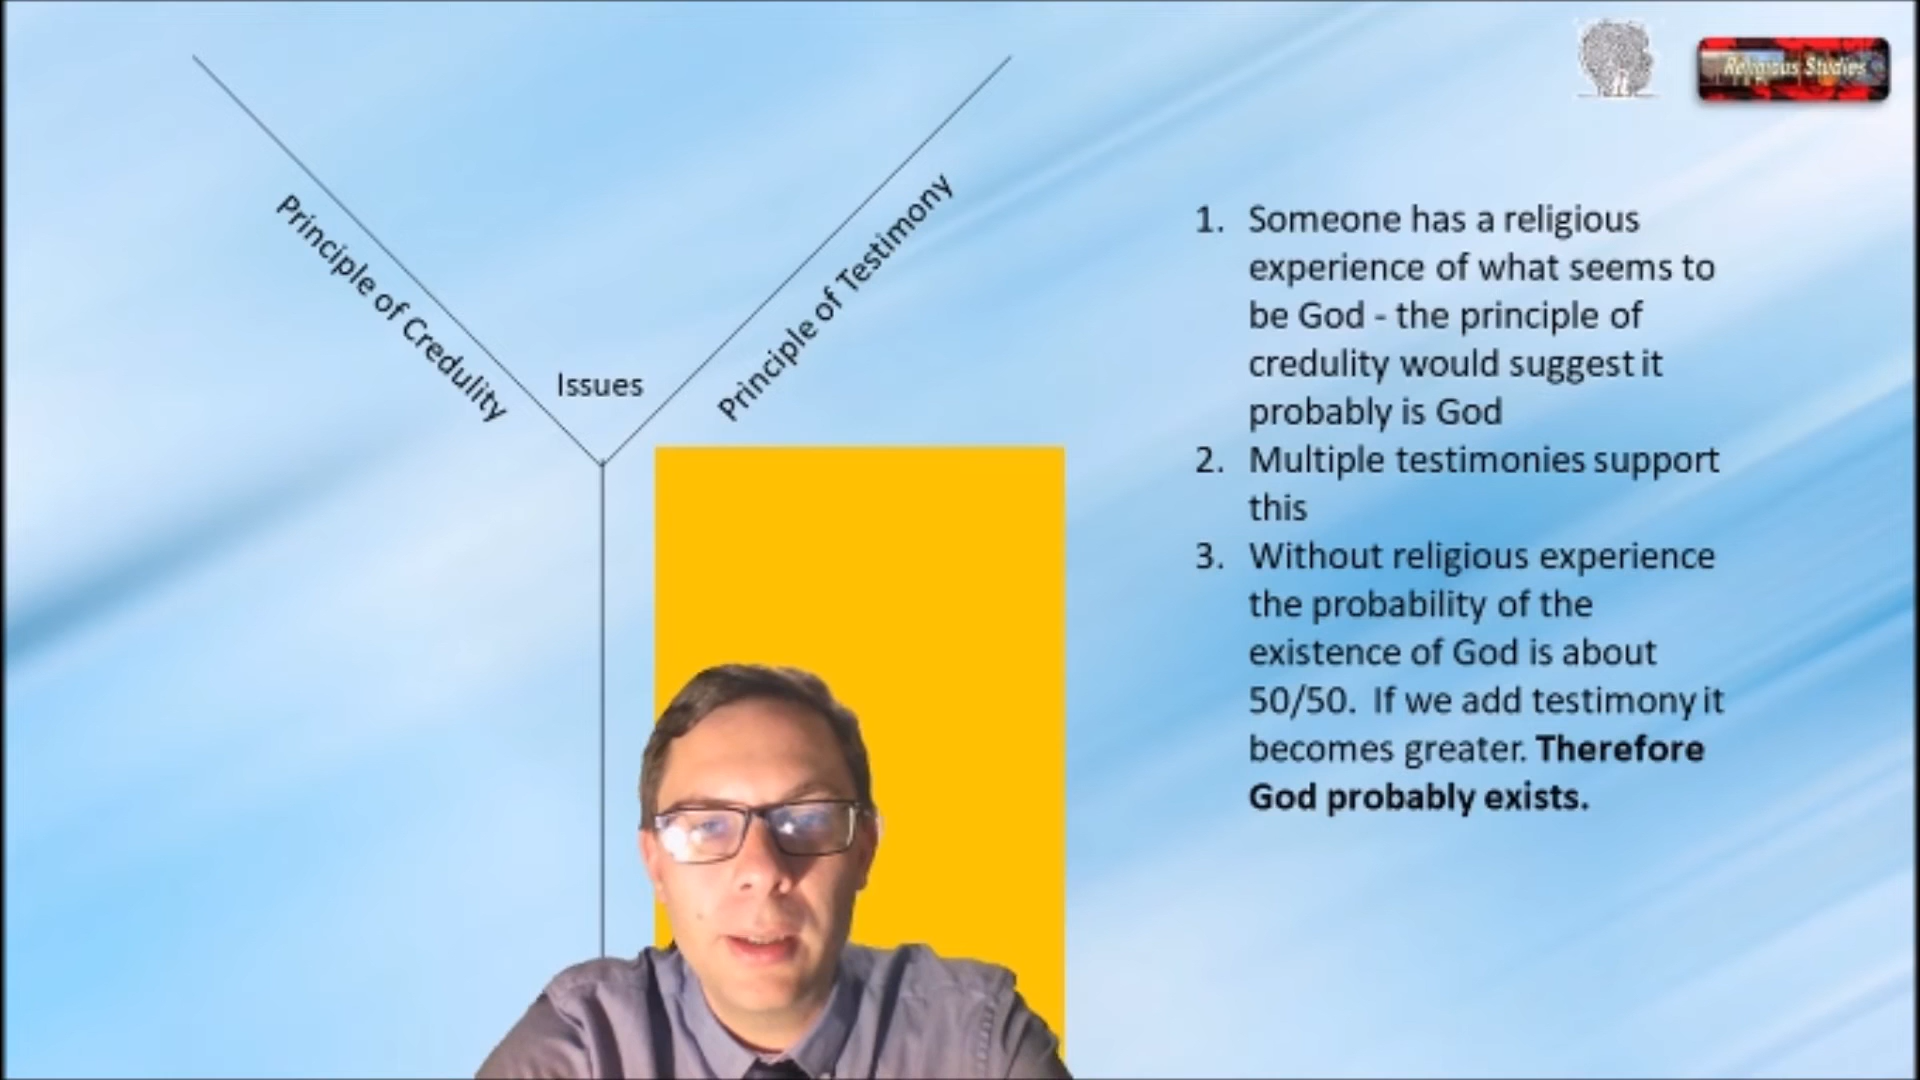 Religious Studies
Principle of Credulity
Issues
Principle of Testimony
1. Someone has a religious
experience of what seems to
be God - the principle of
credulity would suggest it
probably is God
2. Multiple testimonies support
this
3. Without religious experience
the probability of the
existence of God is about
50/50. If we add testimony it
becomes greater. Therefore
God probably exists.